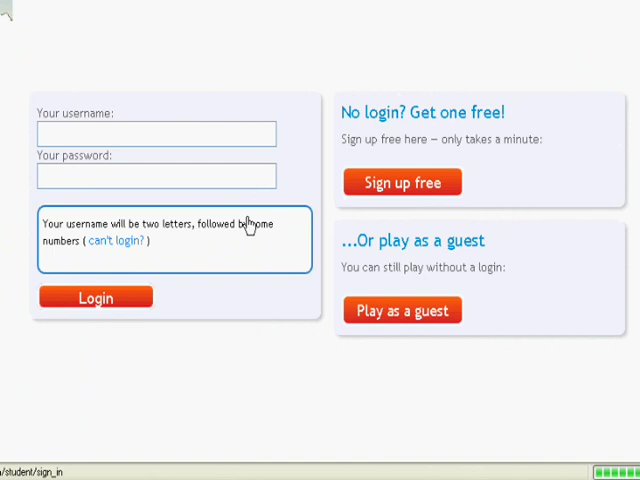 Your username:
Your password:
Your username will be two letters, followed
numbers ( can't login? )
Login
No login? Get one free!
Sign up free here – only takes a minute:
Sign up free
...Or play as a guest
You can still play without a login:
Play as a guest
/student/sign_in